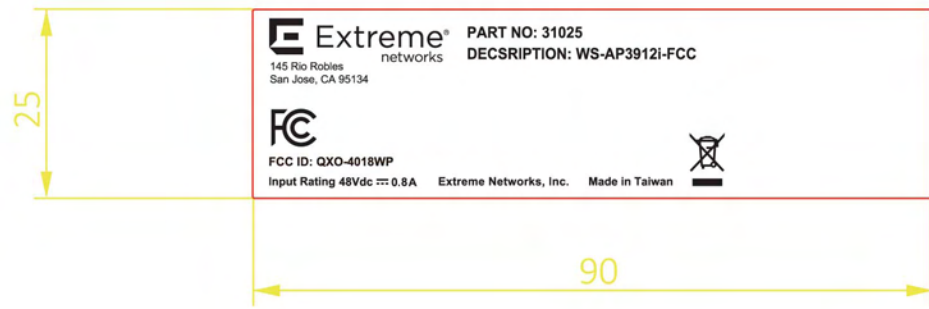 Extreme®
networks
145 Rio Robles
San Jose, CA 95134
PART NO: 31025
DECSRIPTION: WS-AP3912i-FCC
FC
FCC ID: QXO-4018WP
Input Rating 48Vdc ⎓ 0.8A Extreme Networks, Inc. Made in Taiwan
25
90